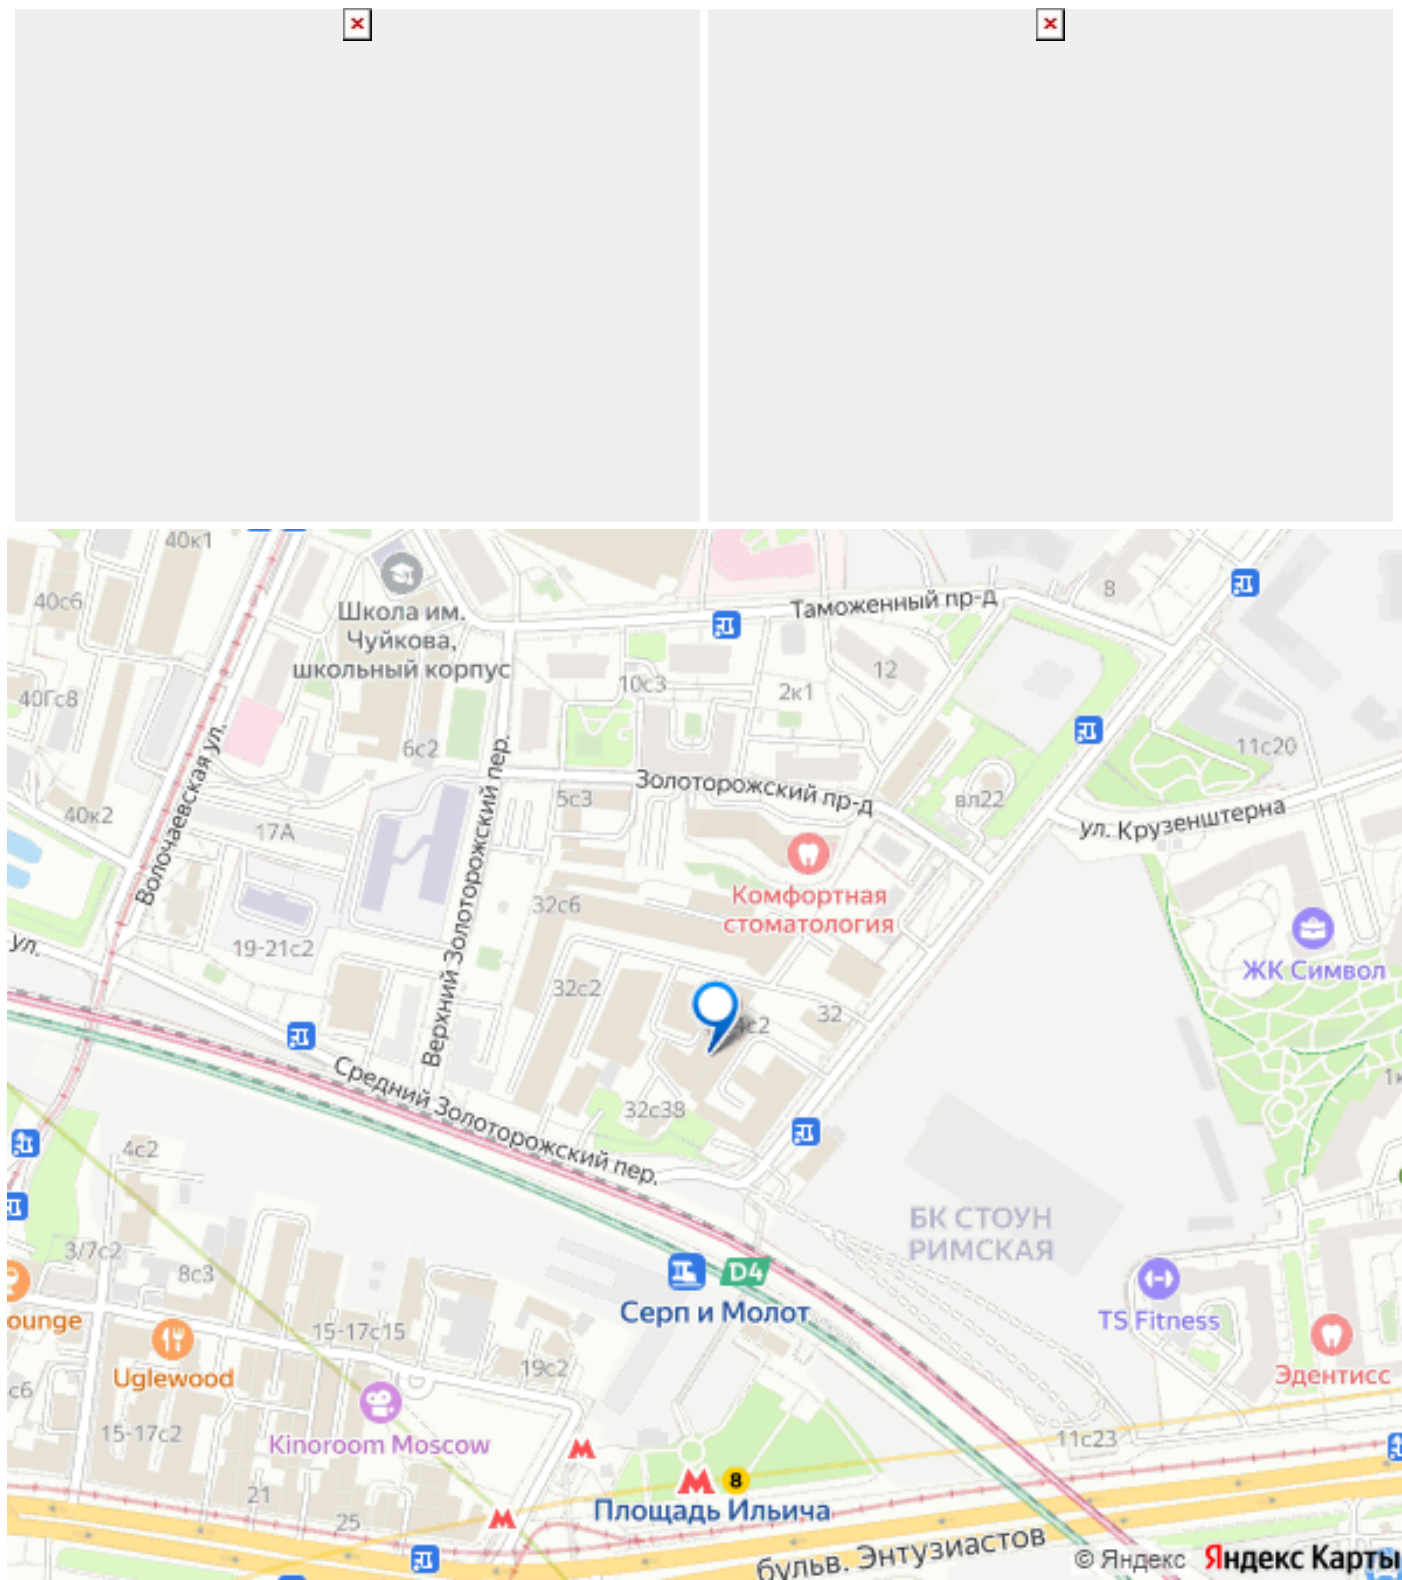 40к1
40с6
Школа им.
Чуйкова,
школьный корпус
Таможенный пр-д
8
12
10с3
2к1
40Гс8
6с2
Волочаевская ул.
Верхний Золоторожский пер.
11с20
Золоторожский пр-д
5с3
вл22
40к2
17А
ул. Крузенштерна
Комфортная
стоматология
32с6
ул.
19-21с2
ЖК Символ
32с2
32
4с2
Средний Золоторожский пер.
32с38
1к
4с2
БК СТОУН
РИМСКАЯ
3/7с2
8с3
D4
Серп и Молот
ounge
15-17с15
TS Fitness
19с2
Uglewood
Эдентисс
с6
15-17с2
Kinoroom Moscow
11с23
8
21
Площадь Ильича
25
бульв. Энтузиастов
© Яндекс Яндекс Карты